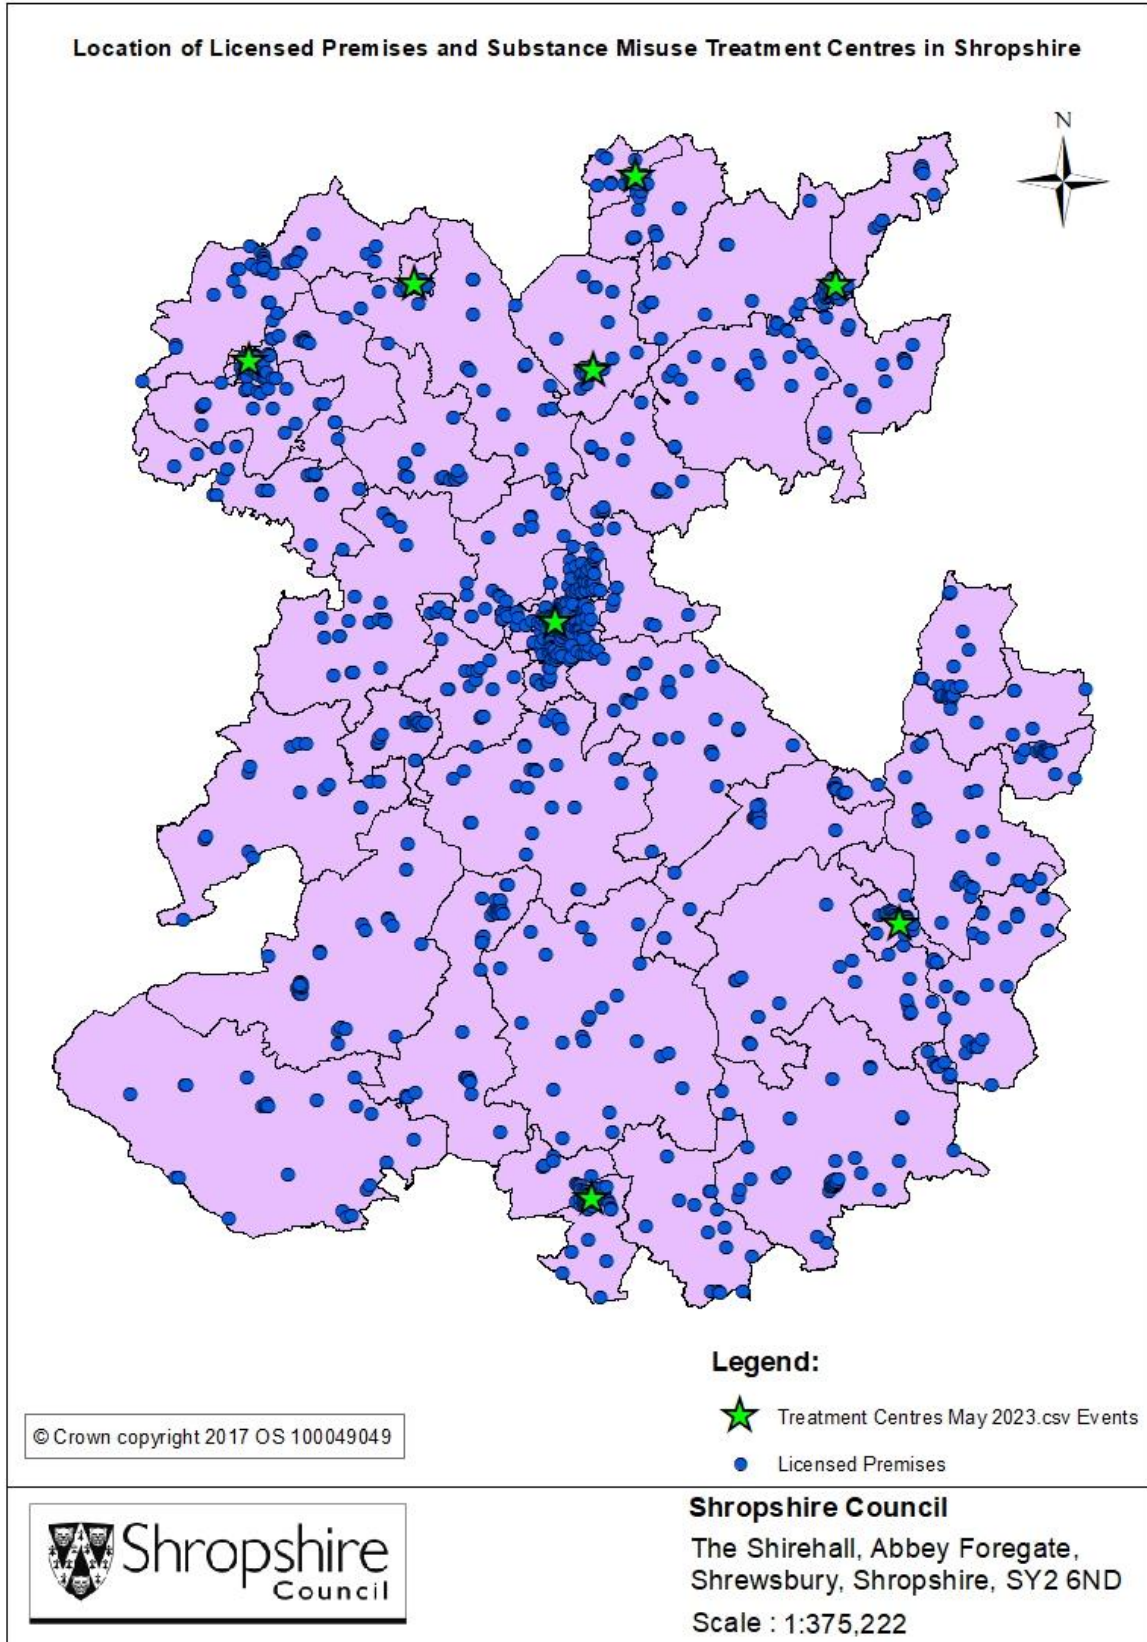 Location of Licensed Premises and Substance Misuse Treatment Centres in Shropshire
N
Legend:
Treatment Centres May 2023.csv Events
Licensed Premises
© Crown copyright 2017 OS 100049049
Shropshire
Council
Shropshire Council
The Shirehall, Abbey Foregate,
Shrewsbury, Shropshire, SY2 6ND
Scale : 1:375,222